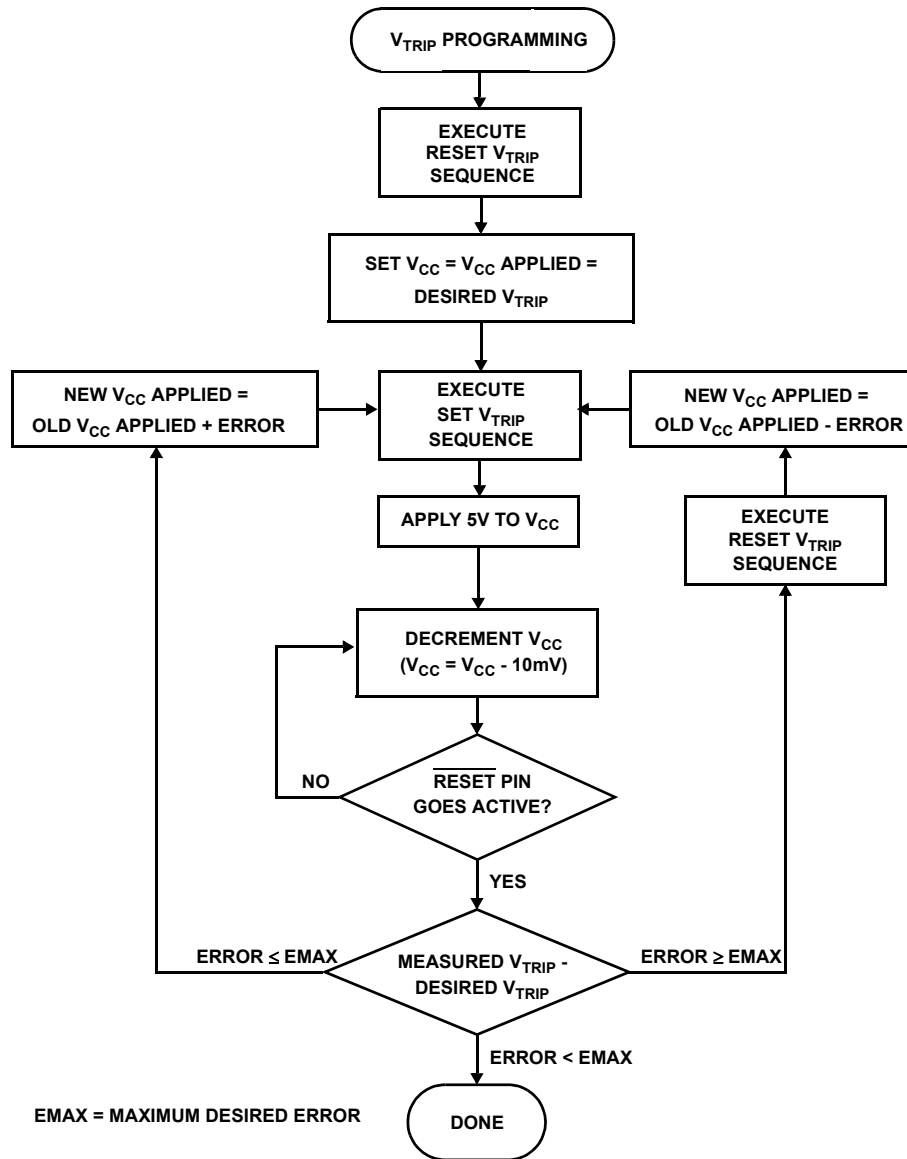 VTRIP PROGRAMMING
EXECUTE
RESET VTRIP
SEQUENCE
SET VCC = VCC APPLIED =
DESIRED VTRIP
NEW VCC APPLIED =
OLD VCC APPLIED + ERROR
EXECUTE
SET VTRIP
SEQUENCE
NEW VCC APPLIED =
OLD VCC APPLIED - ERROR
APPLY 5V TO VCC
EXECUTE
RESET VTRIP
SEQUENCE
DECREMENT VCC
(VCC = VCC - 10mV)
NO
RESET PIN
GOES ACTIVE?
YES
ERROR ≤ EMAX
MEASURED VTRIP -
DESIRED VTRIP
ERROR ≥ EMAX
ERROR < EMAX
EMAX = MAXIMUM DESIRED ERROR
DONE